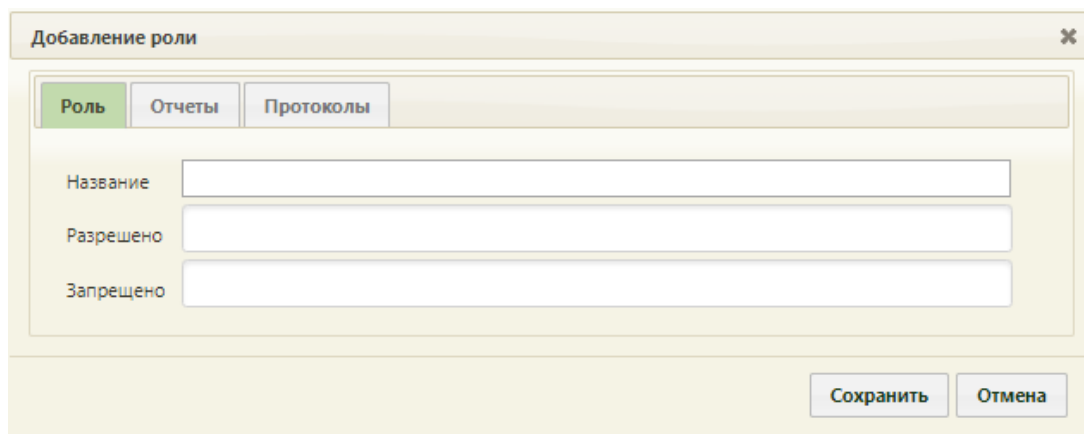 Добавление роли
Роль Отчеты Протоколы
Название
Разрешено
Запрещено
Сохранить Отмена